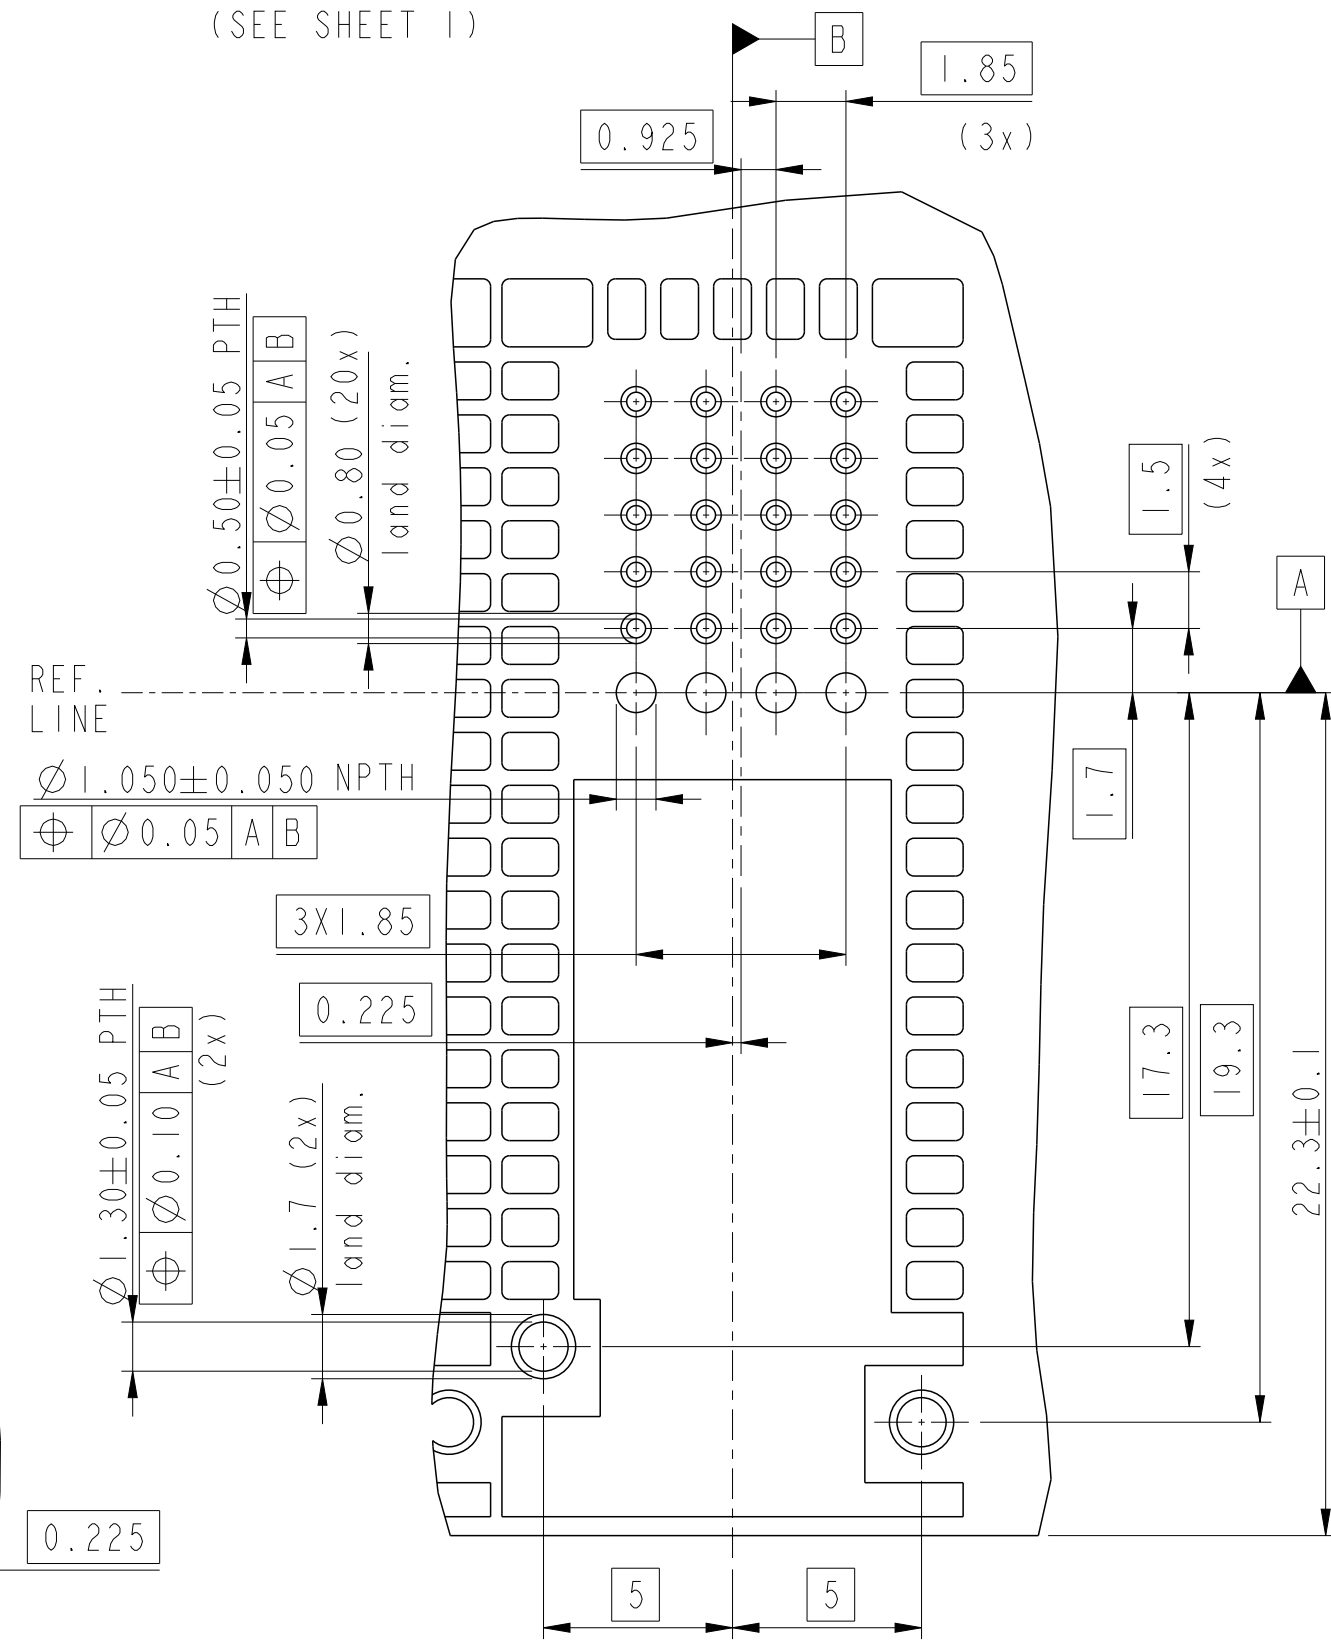 (SEE SHEET 1)
B
1.85
(3x)
0.925
Ø0.50±0.05 PTH
⌖ Ø0.05 A B
Ø0.80 (20x)
land diam.
1.5
(4x)
A
REF.
LINE
Ø1.050±0.050 NPTH
⌖ Ø0.05 A B
1.7
3X1.85
0.225
Ø1.30±0.05 PTH
⌖ Ø0.10 A B
(2x)
Ø1.7 (2x)
land diam.
17.3
19.3
22.3±0.1
0.225
5
5